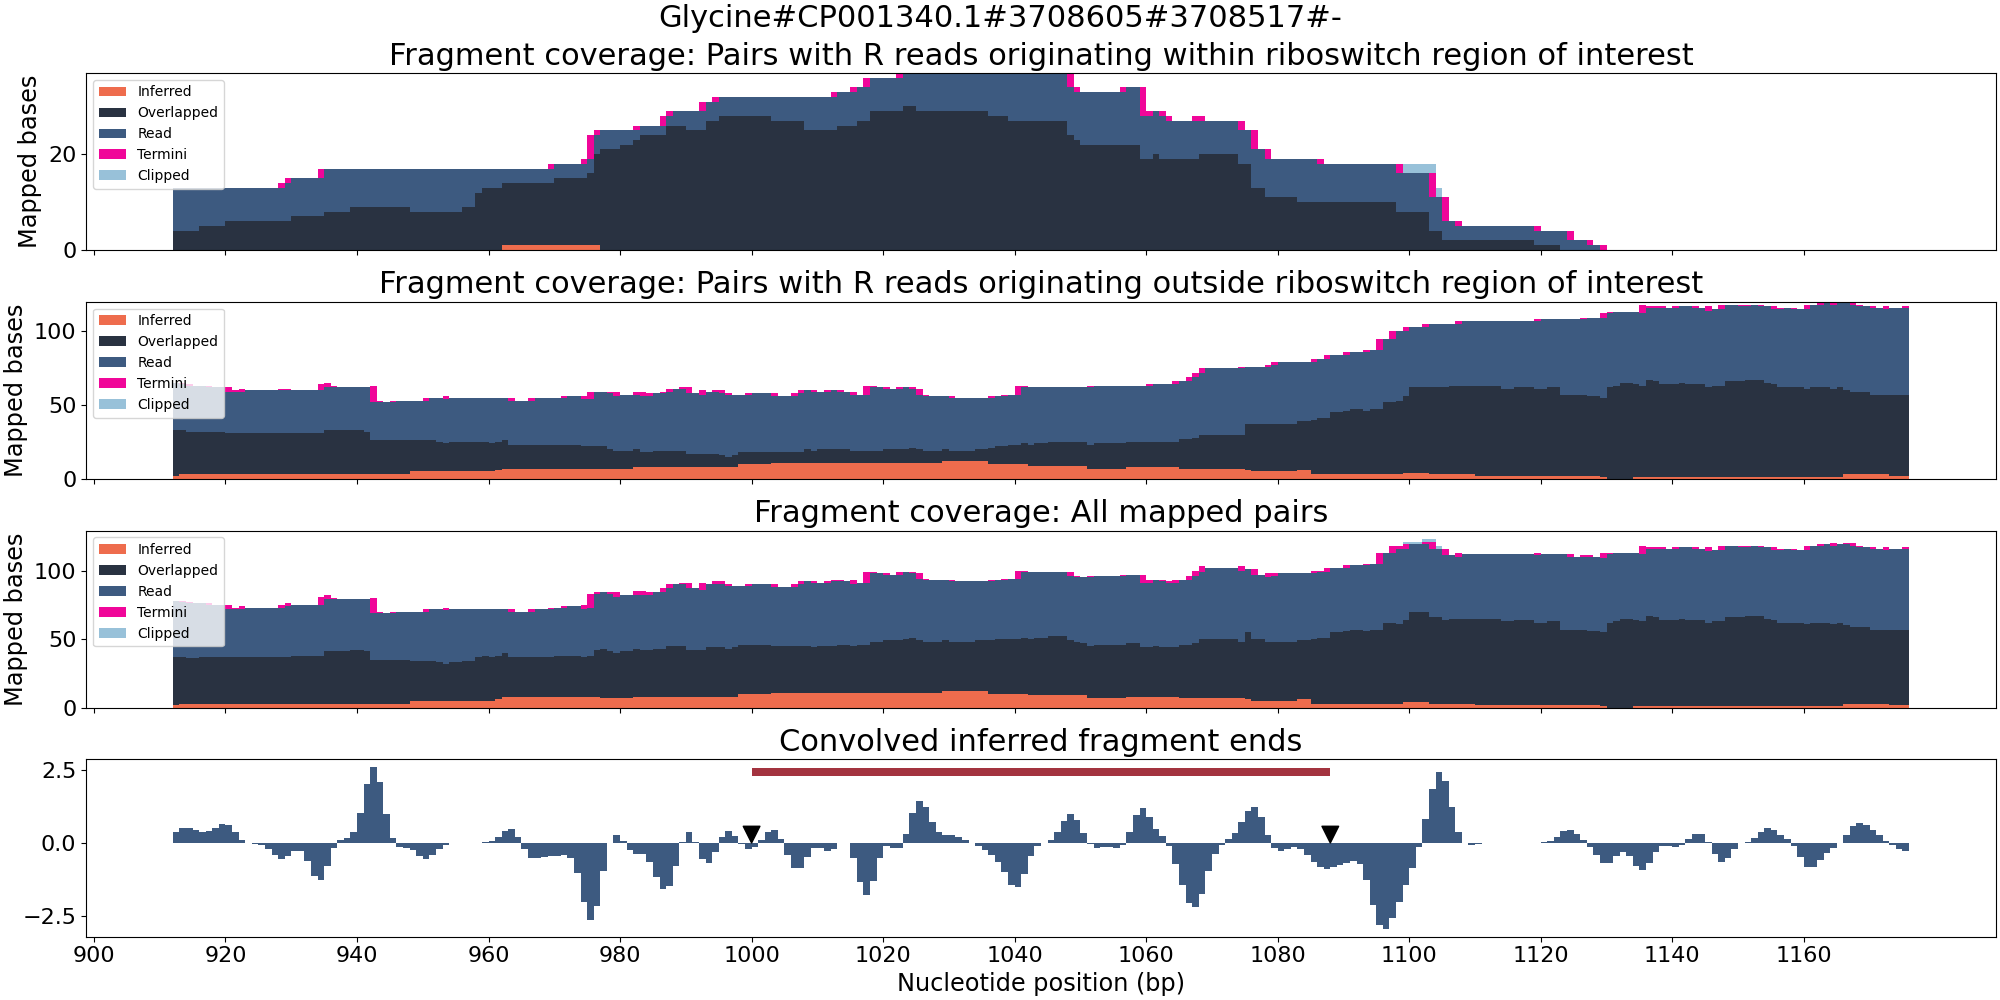 Glycine#CP001340.1#3708605#3708517#-
Fragment coverage: Pairs with R reads originating within riboswitch region of interest
Mapped bases
20
0
Inferred
Overlapped
Read
Termini
Clipped
Fragment coverage: Pairs with R reads originating outside riboswitch region of interest
Mapped bases
100
50
0
Inferred
Overlapped
Read
Termini
Clipped
Fragment coverage: All mapped pairs
Mapped bases
100
50
0
Inferred
Overlapped
Read
Termini
Clipped
Convolved inferred fragment ends
2.5
0.0
−2.5
900 920 940 960 980 1000 1020 1040 1060 1080 1100 1120 1140 1160
Nucleotide position (bp)